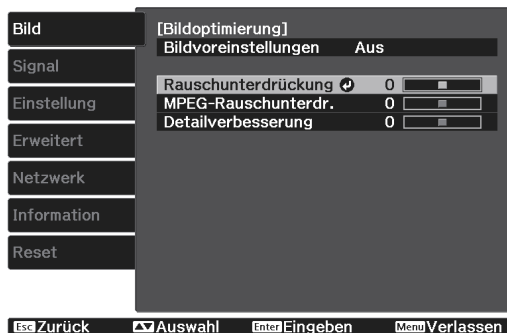 Bild
Signal
Einstellung
Erweitert
Netzwerk
Information
Reset
[Bildoptimierung]
Bildvoreinstellungen Aus
Rauschunterdrückung 0
MPEG-Rauschunterdr. 0
Detailverbesserung 0
Esc Zurück Auswahl Enter Eingeben Menu Verlassen